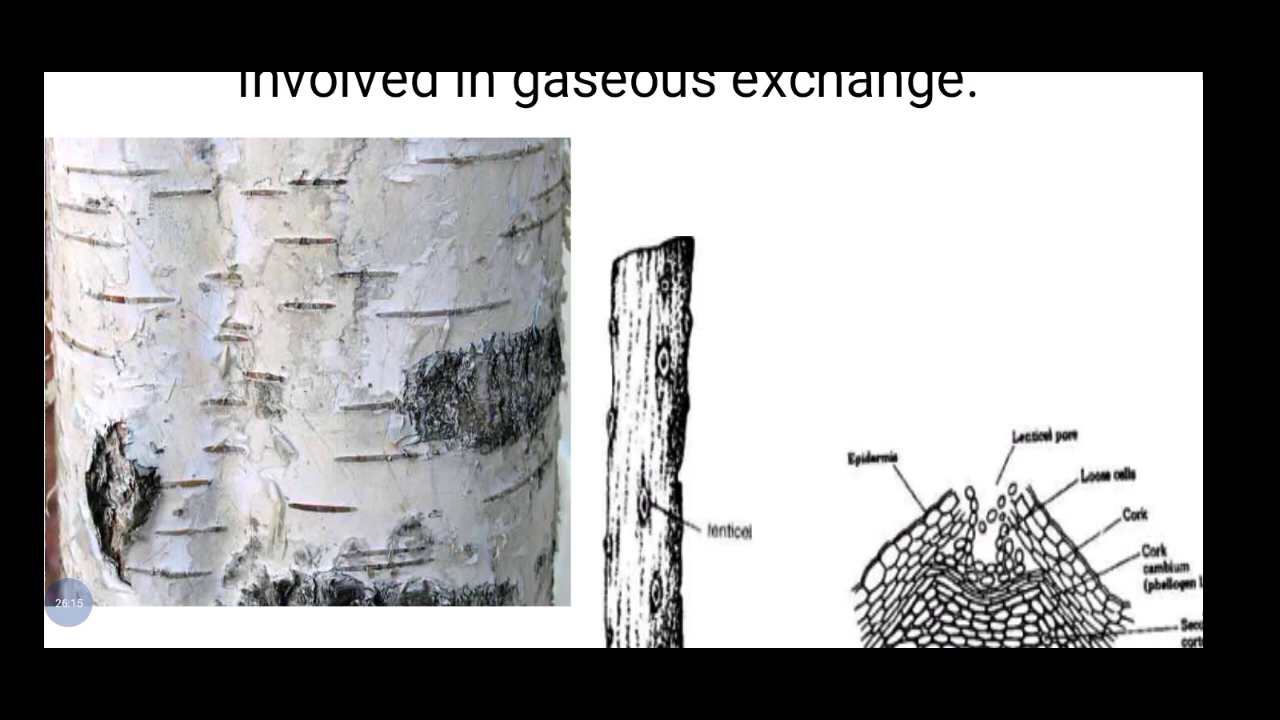 involved in gaseous exchange.
Lenticel pore
Epidermis
Loose cells
Cork
Cork
cambium
(phellogen
lenticel
26:15